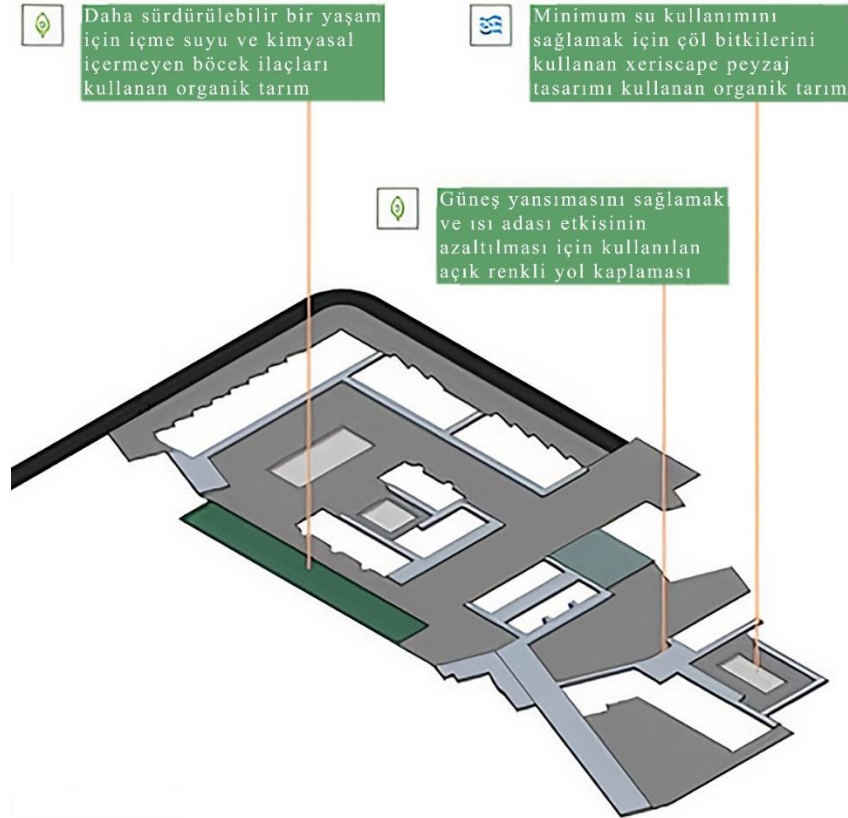 Daha sürdürülebilir bir yaşam
için içme suyu ve kimyasal
içermeyen böcek ilaçları
kullanan organik tarım
Minimum su kullanımını
sağlamak için çöl bitkilerini
kullanan xeriscape peyzaj
tasarımı kullanan organik tarım
Güneş yansımasını sağlamak
ve ısı adası etkisinin
azaltılması için kullanılan
açık renkli yol kaplaması